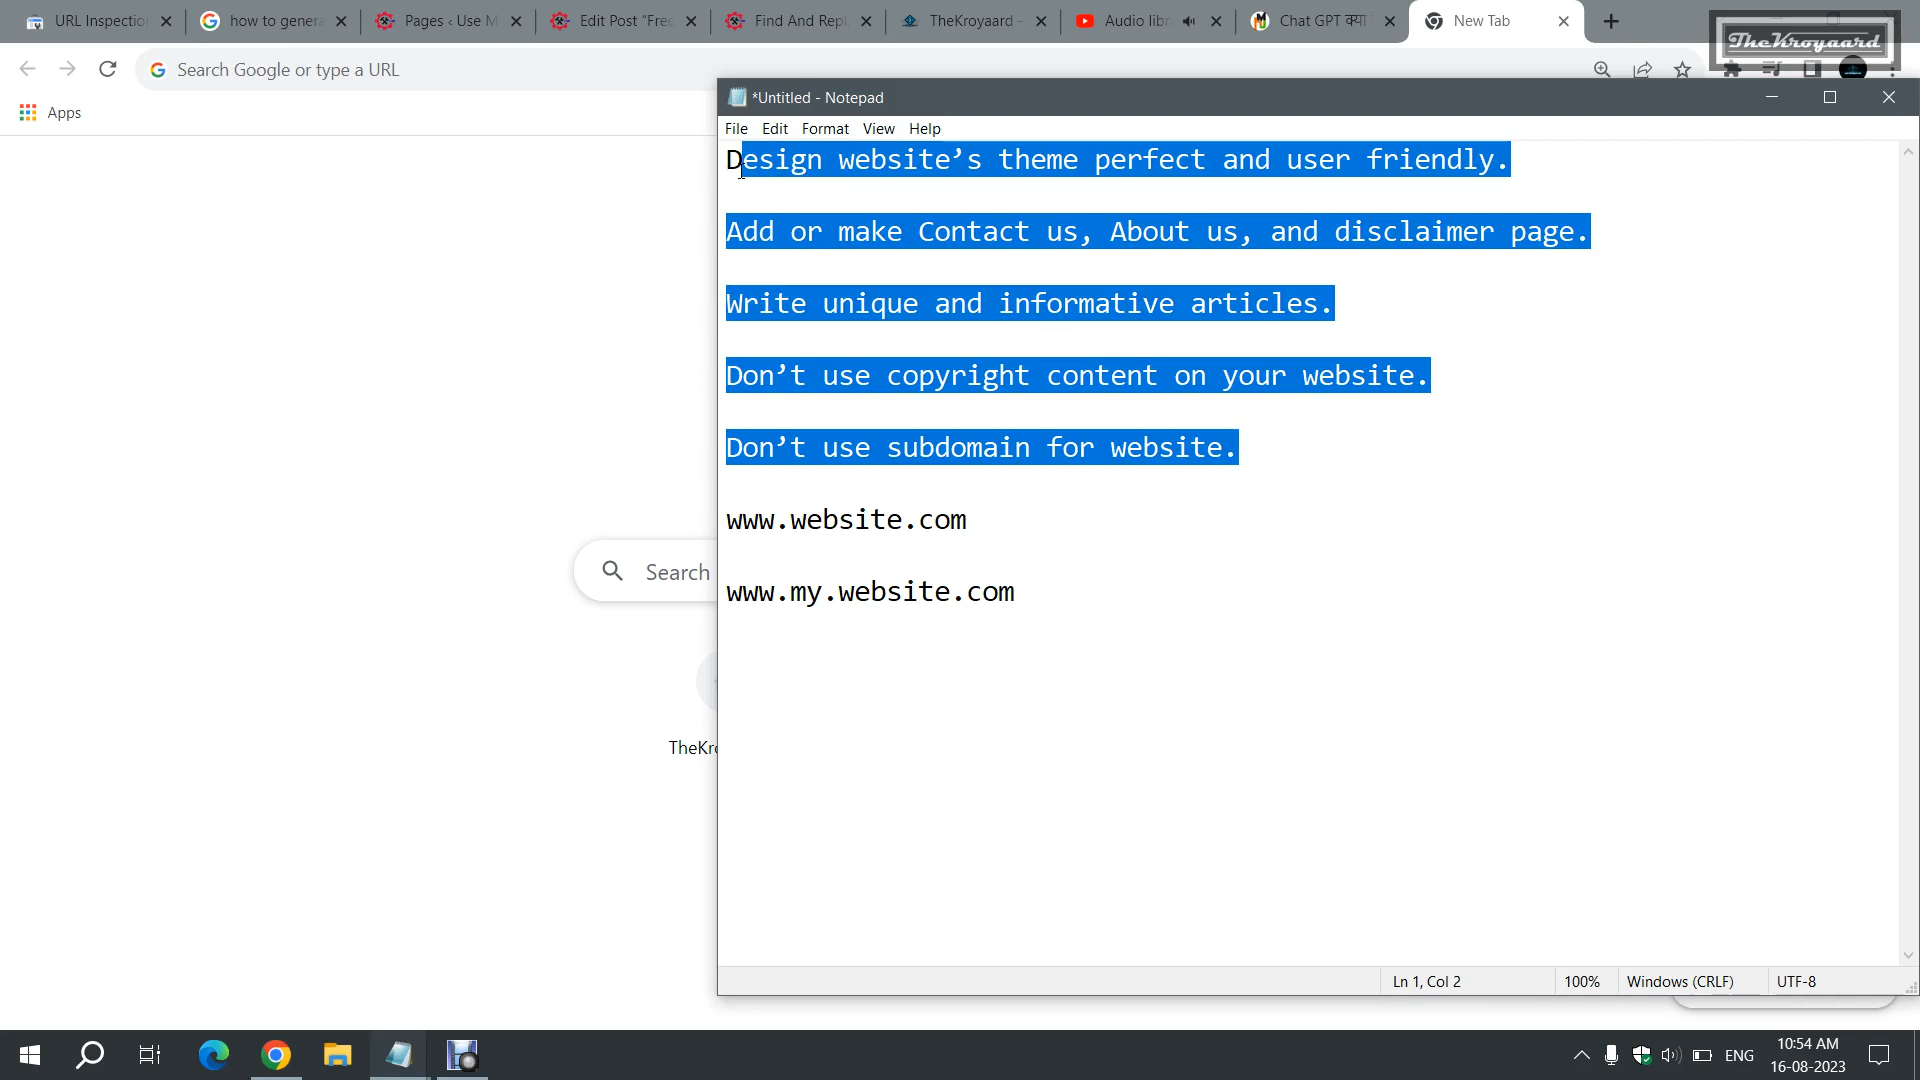 URL Inspection
how to genera
Pages ‹ Use M
Edit Post “Free
Find And Repl
TheKroyaard –
Audio libr
Chat GPT क्या
New Tab
TheKroyaard
Search Google or type a URL
Apps
*Untitled - Notepad
File Edit Format View Help
Design website’s theme perfect and user friendly.
Add or make Contact us, About us, and disclaimer page.
Write unique and informative articles.
Don’t use copyright content on your website.
Don’t use subdomain for website.
www.website.com
www.my.website.com
Search
TheKro
Ln 1, Col 2 100% Windows (CRLF) UTF-8
ENG
10:54 AM
16-08-2023